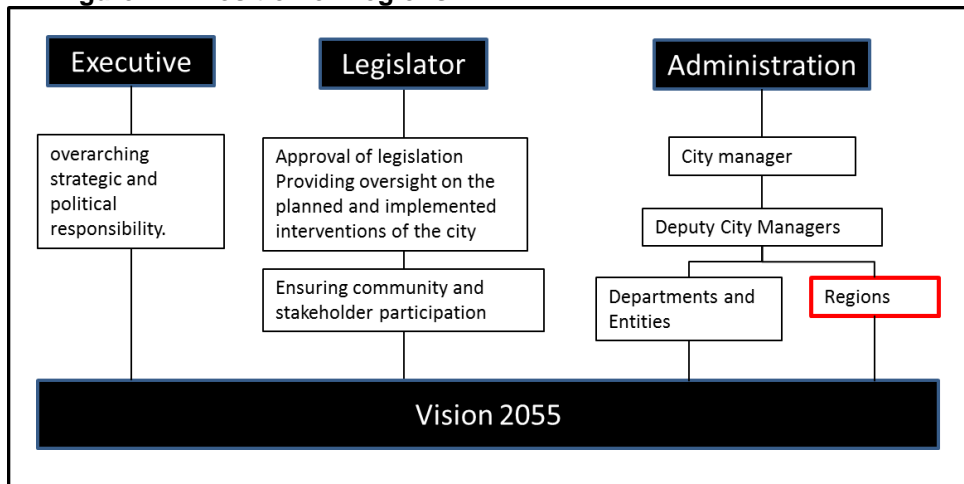 Executive
Legislator
Administration
overarching
strategic and
political
responsibility.
Approval of legislation
Providing oversight on the
planned and implemented
interventions of the city
Ensuring community and
stakeholder participation
City manager
Deputy City Managers
Departments and
Entities
Regions
Vision 2055